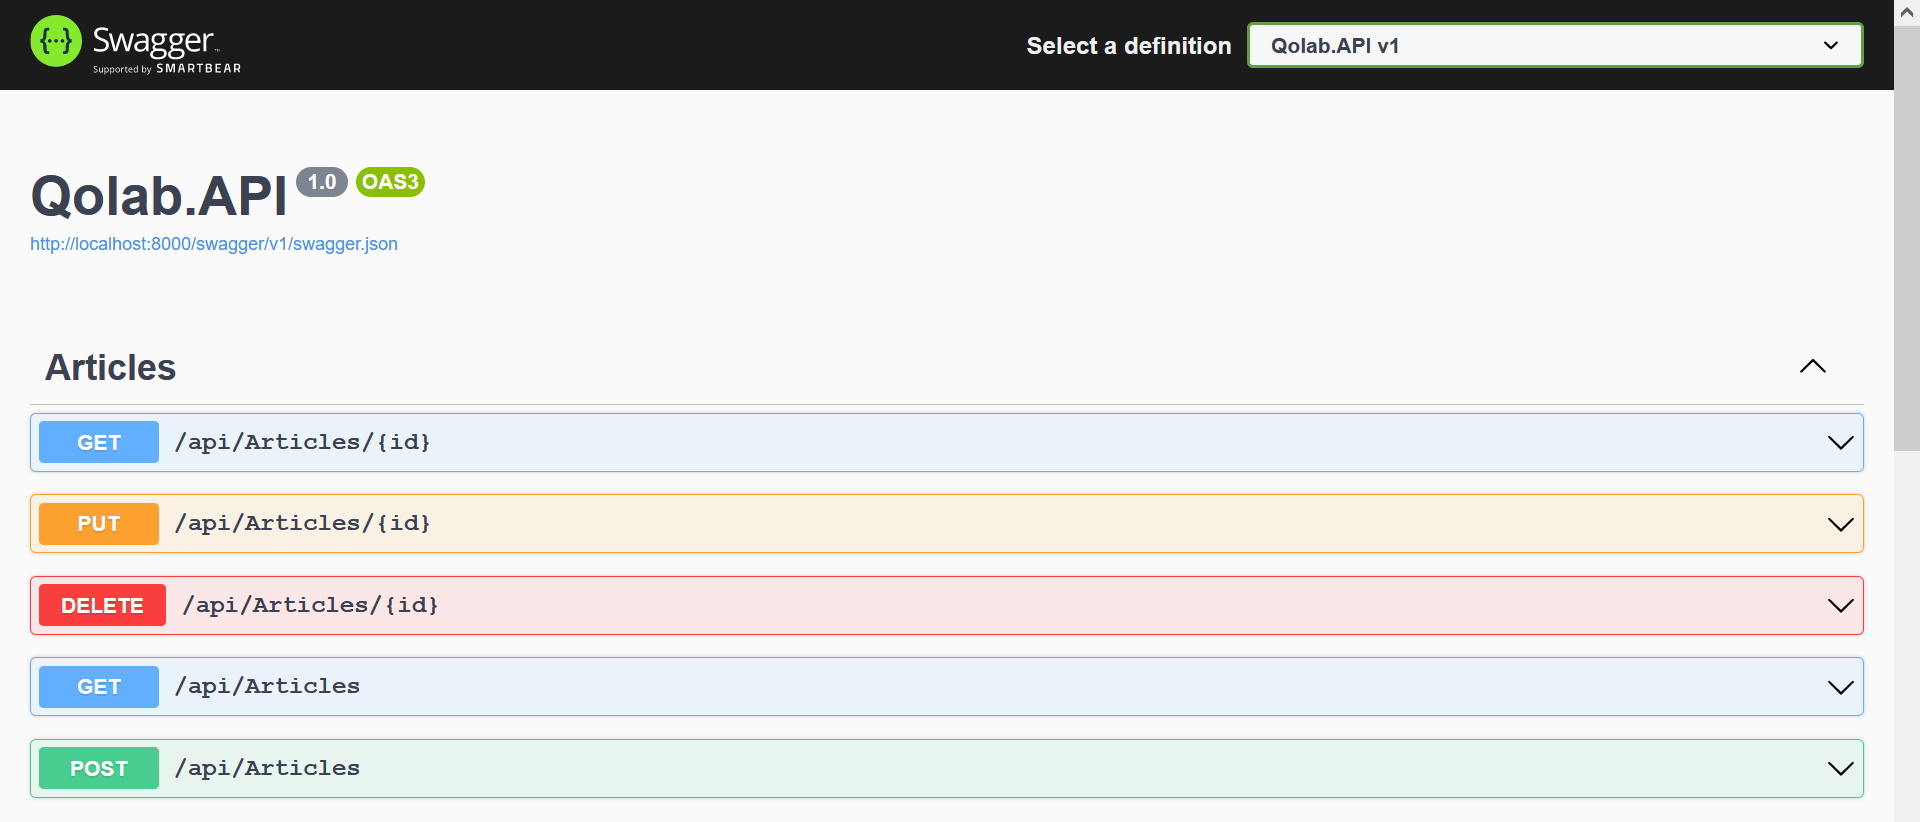 {···} Swagger™
Supported by SMARTBEAR
Select a definition
Qolab.API v1
Qolab.API 1.0 OAS3
http://localhost:8000/swagger/v1/swagger.json
Articles
GET /api/Articles/{id}
PUT /api/Articles/{id}
DELETE /api/Articles/{id}
GET /api/Articles
POST /api/Articles